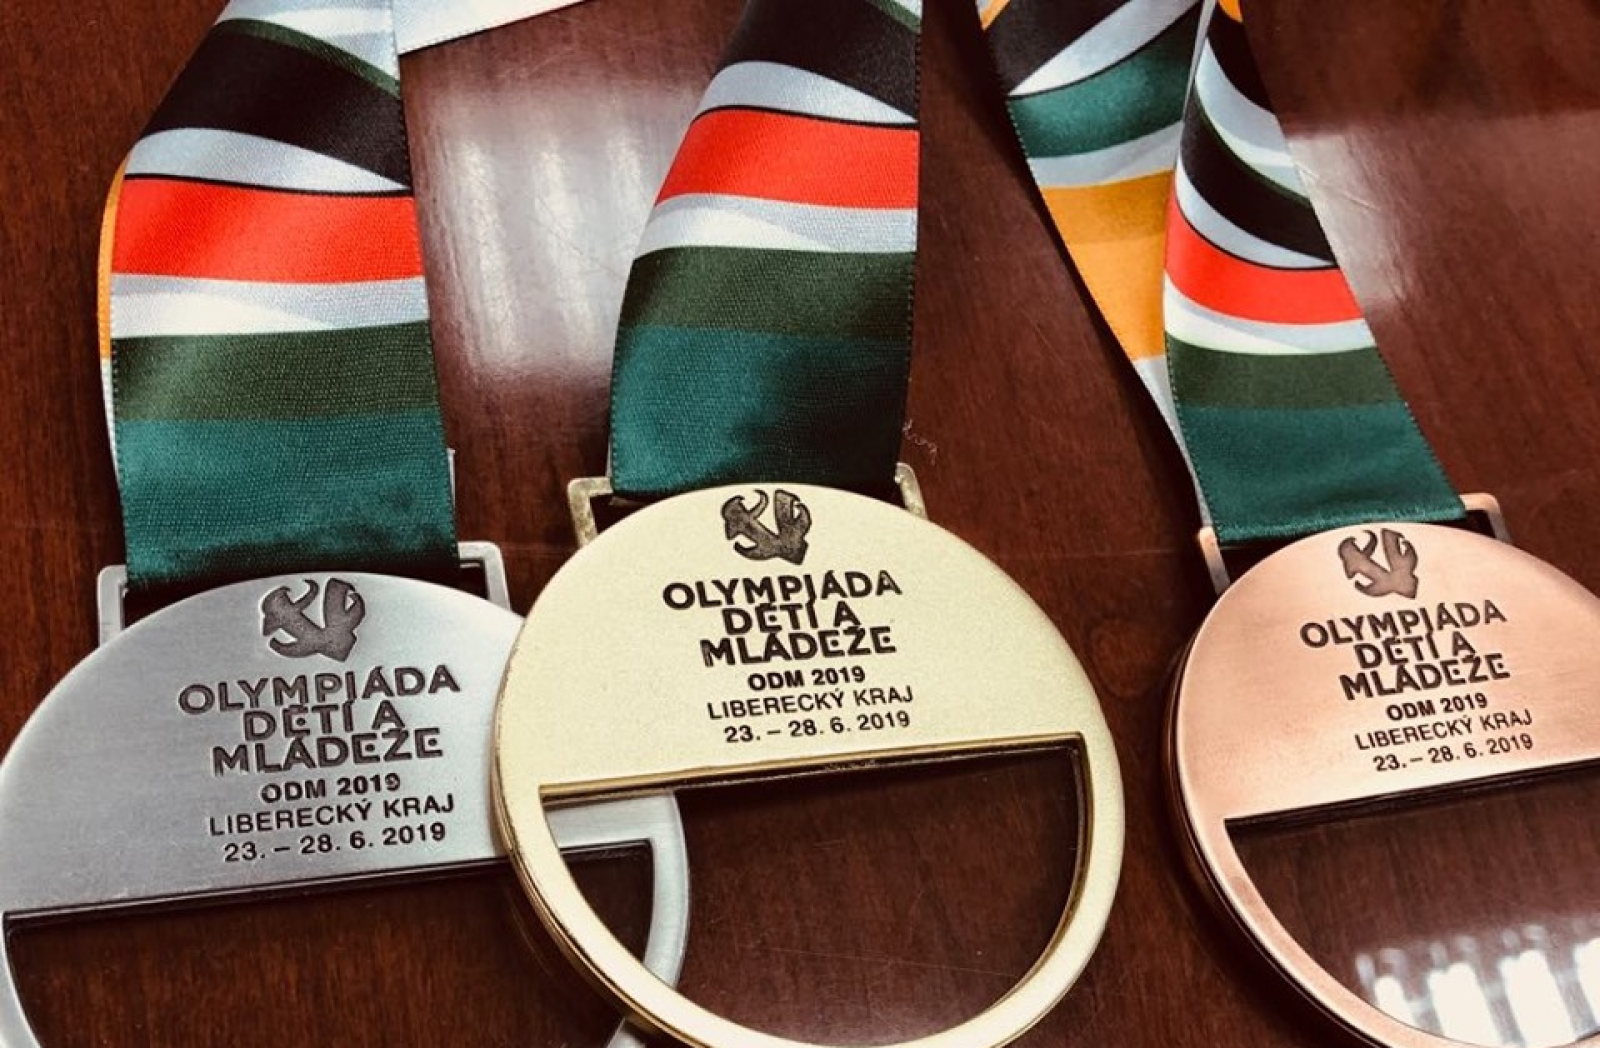 OLYMPIÁDA
DĚTÍ A
MLÁDEŽE
ODM 2019
LIBERECKÝ KRAJ
23. – 28. 6. 2019
OLYMPIÁDA
DĚTÍ A
MLÁDEŽE
ODM 2019
LIBERECKÝ KRAJ
23. – 28. 6. 2019
OLYMPIÁDA
DĚTÍ A
MLÁDEŽE
ODM 2019
LIBERECKÝ KRAJ
23. – 28. 6. 2019